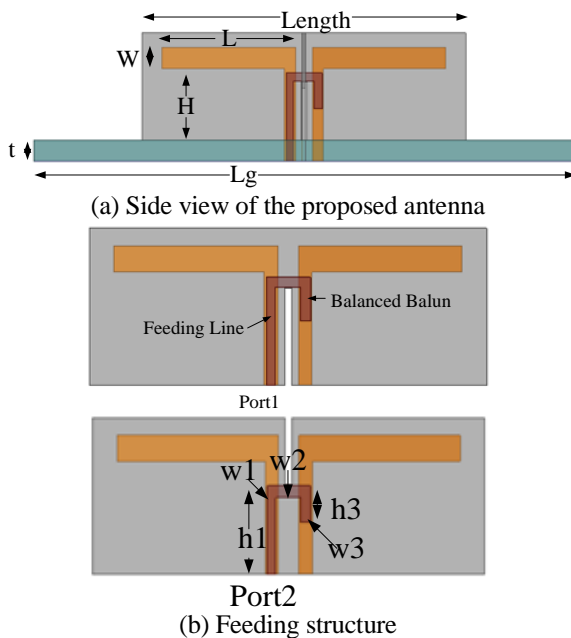 Length
L
W
H
t
Lg
(a) Side view of the proposed antenna
Feeding Line
Balanced Balun
Port1
w1
w2
h3
h1
w3
Port2
(b) Feeding structure